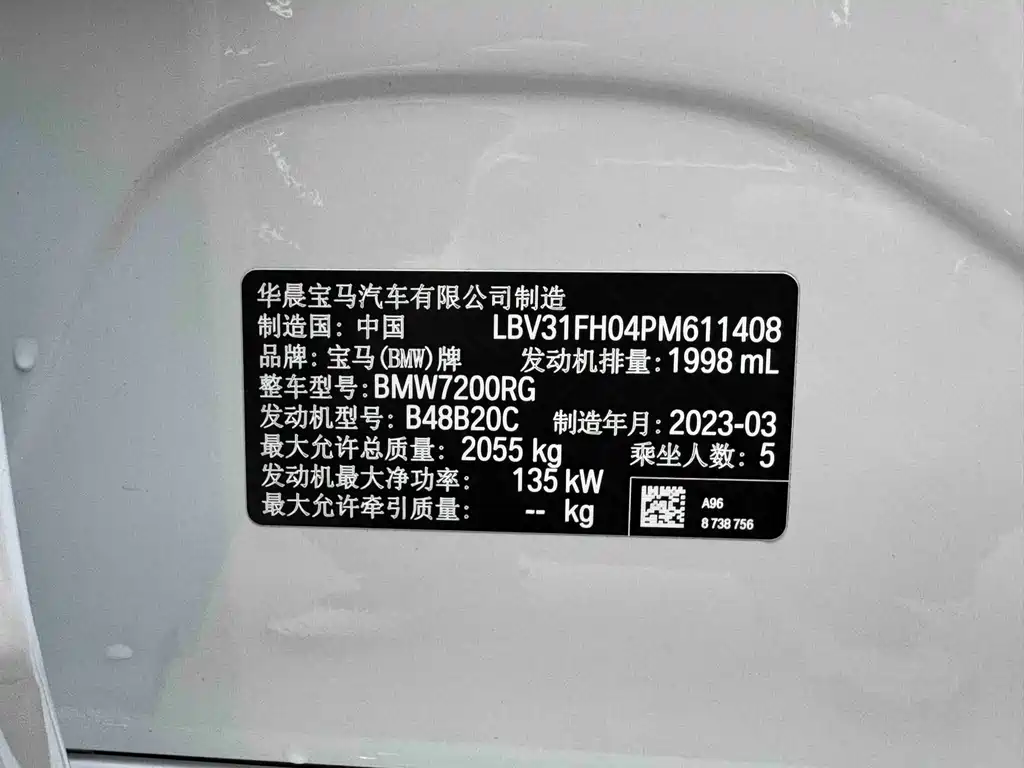 华晨宝马汽车有限公司制造
制造国: 中国 LBV31FH04PM611408
品牌: 宝马(BMW)牌 发动机排量: 1998 mL
整车型号: BMW7200RG
发动机型号: B48B20C 制造年月: 2023-03
最大允许总质量: 2055 kg 乘坐人数: 5
发动机最大净功率: 135 kW
最大允许牵引质量: -- kg
A96
8 738 756